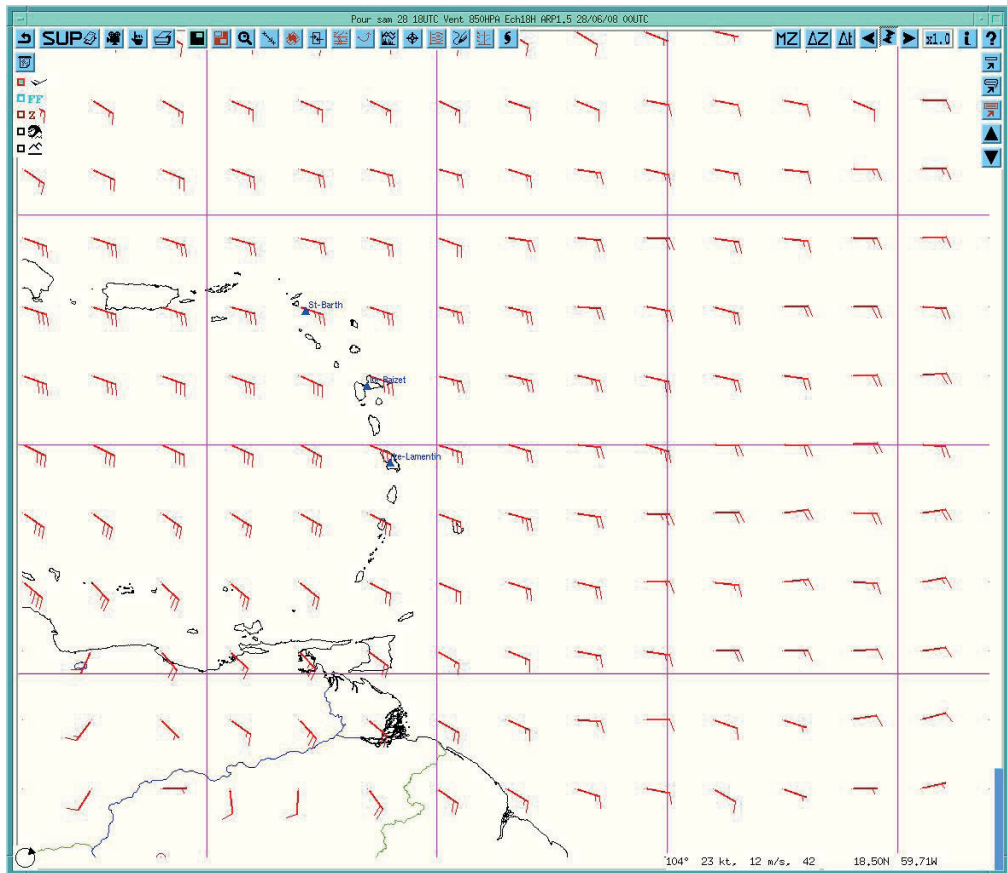 Pour sam 28 18UTC Vent 850HPA Ech18H ARP1.5 28/06/08 00UTC
SUP MZ ΔZ Δt x1.0 i ?
FF
Z
St-Barth
Raizet
Lamentin
104° 23 kt, 12 m/s, 42 18.50N 59.71W